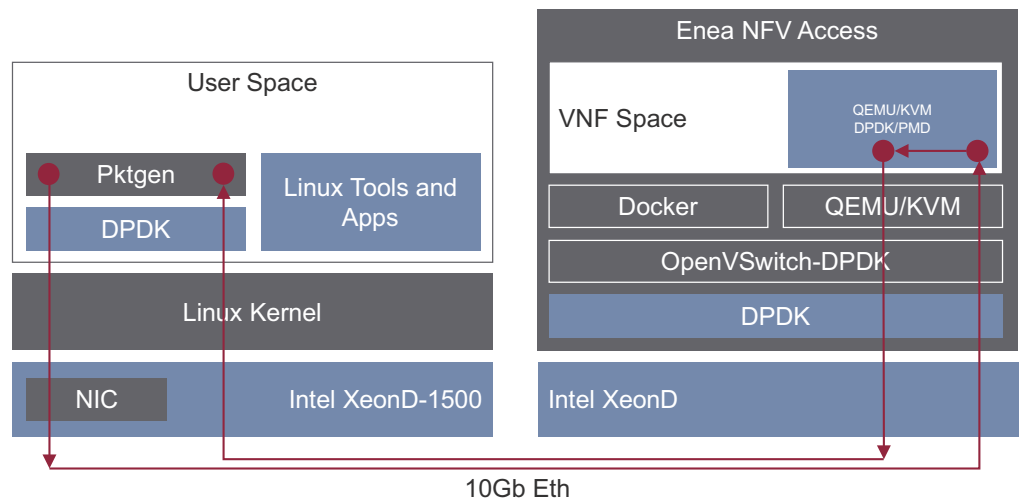 User Space
Pktgen
DPDK
Linux Tools and
Apps
Linux Kernel
NIC
Intel XeonD-1500
Enea NFV Access
VNF Space
QEMU/KVM
DPDK/PMD
Docker
QEMU/KVM
OpenVSwitch-DPDK
DPDK
Intel XeonD
10Gb Eth